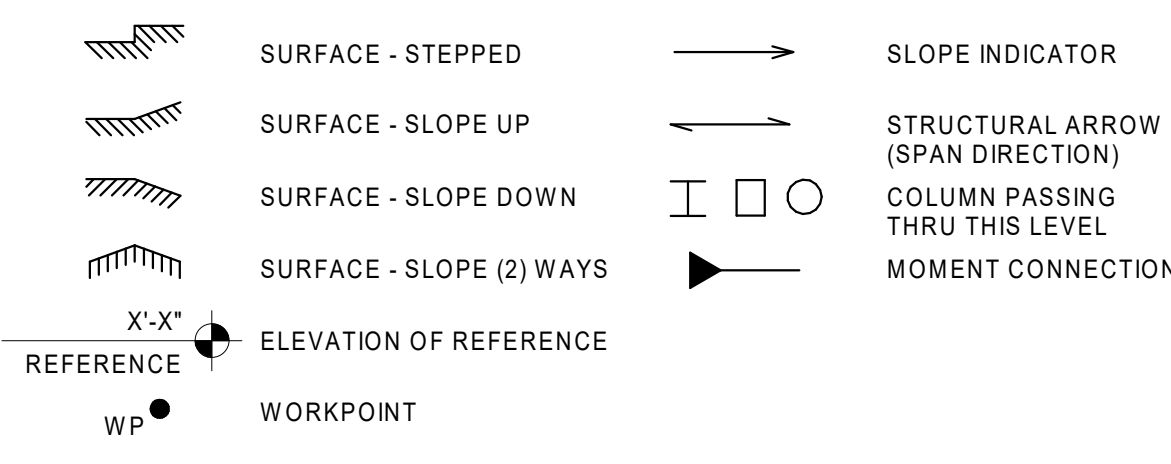 SURFACE - STEPPED
SURFACE - SLOPE UP
SURFACE - SLOPE DOWN
SURFACE - SLOPE (2) WAYS
X'-X"
REFERENCE
ELEVATION OF REFERENCE
WP
WORKPOINT
SLOPE INDICATOR
STRUCTURAL ARROW
(SPAN DIRECTION)
COLUMN PASSING
THRU THIS LEVEL
MOMENT CONNECTION